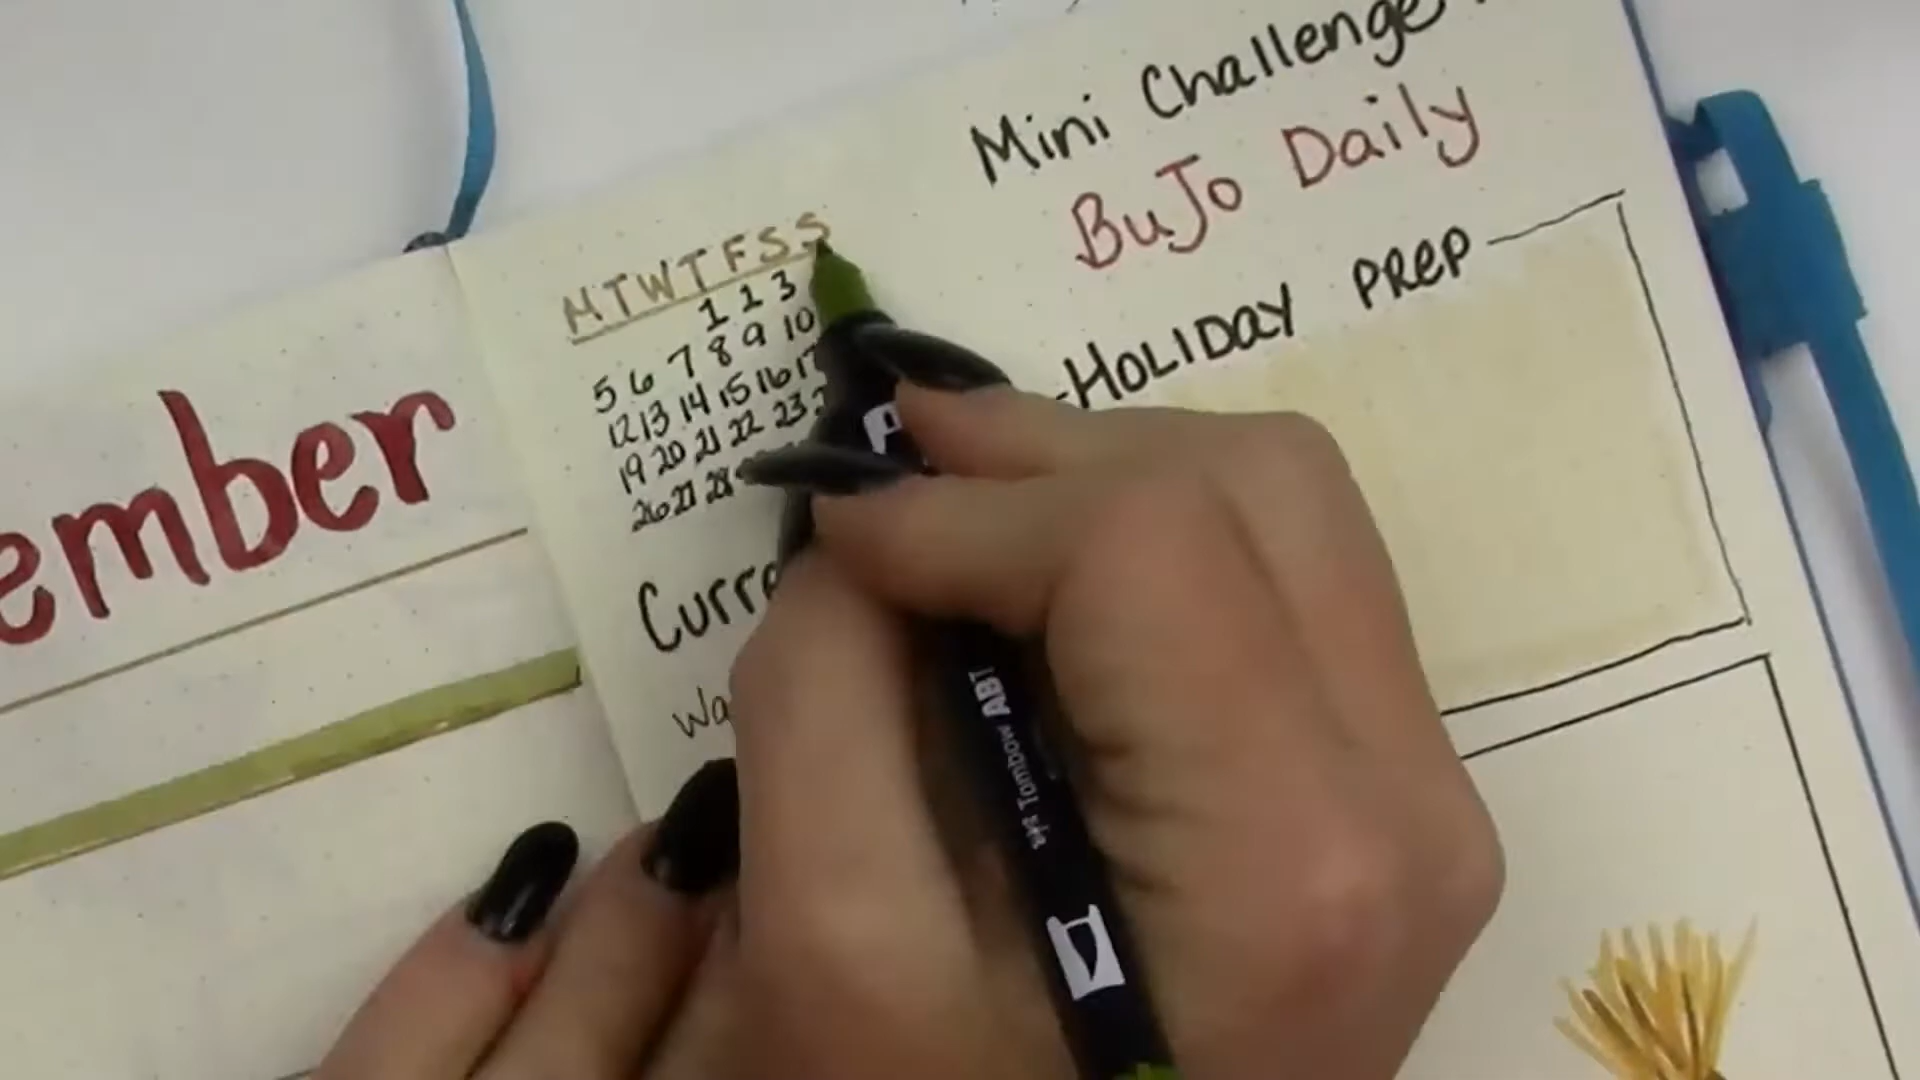 Mini Challenge
BuJo Daily
M T W T F S S
1 2 3
5 6 7 8 9 10
12 13 14 15 16 17
19 20 21 22 23
26 27 28
HOLIDAY PREP
ember
Tombow ABT